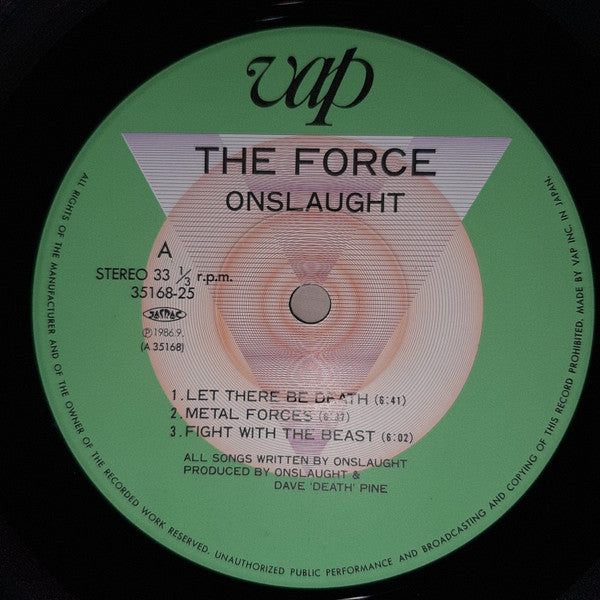 vap
THE FORCE
ONSLAUGHT
A
STEREO 33 1/3 r.p.m.
35168-25
JASRAC
Ⓟ1986.9.
(A 35168)
1. LET THERE BE DEATH (6:41)
2. METAL FORCES
3. FIGHT WITH THE BEAST (6:02)
ALL SONGS WRITTEN BY ONSLAUGHT
PRODUCED BY ONSLAUGHT &
DAVE 'DEATH' PINE
ALL RIGHTS OF THE MANUFACTURER AND OF THE OWNER OF THE RECORDED WORK RESERVED. UNAUTHORIZED PUBLIC PERFORMANCE AND BROADCASTING AND COPYING OF THIS RECORD PROHIBITED. MADE BY VAP INC. IN JAPAN.